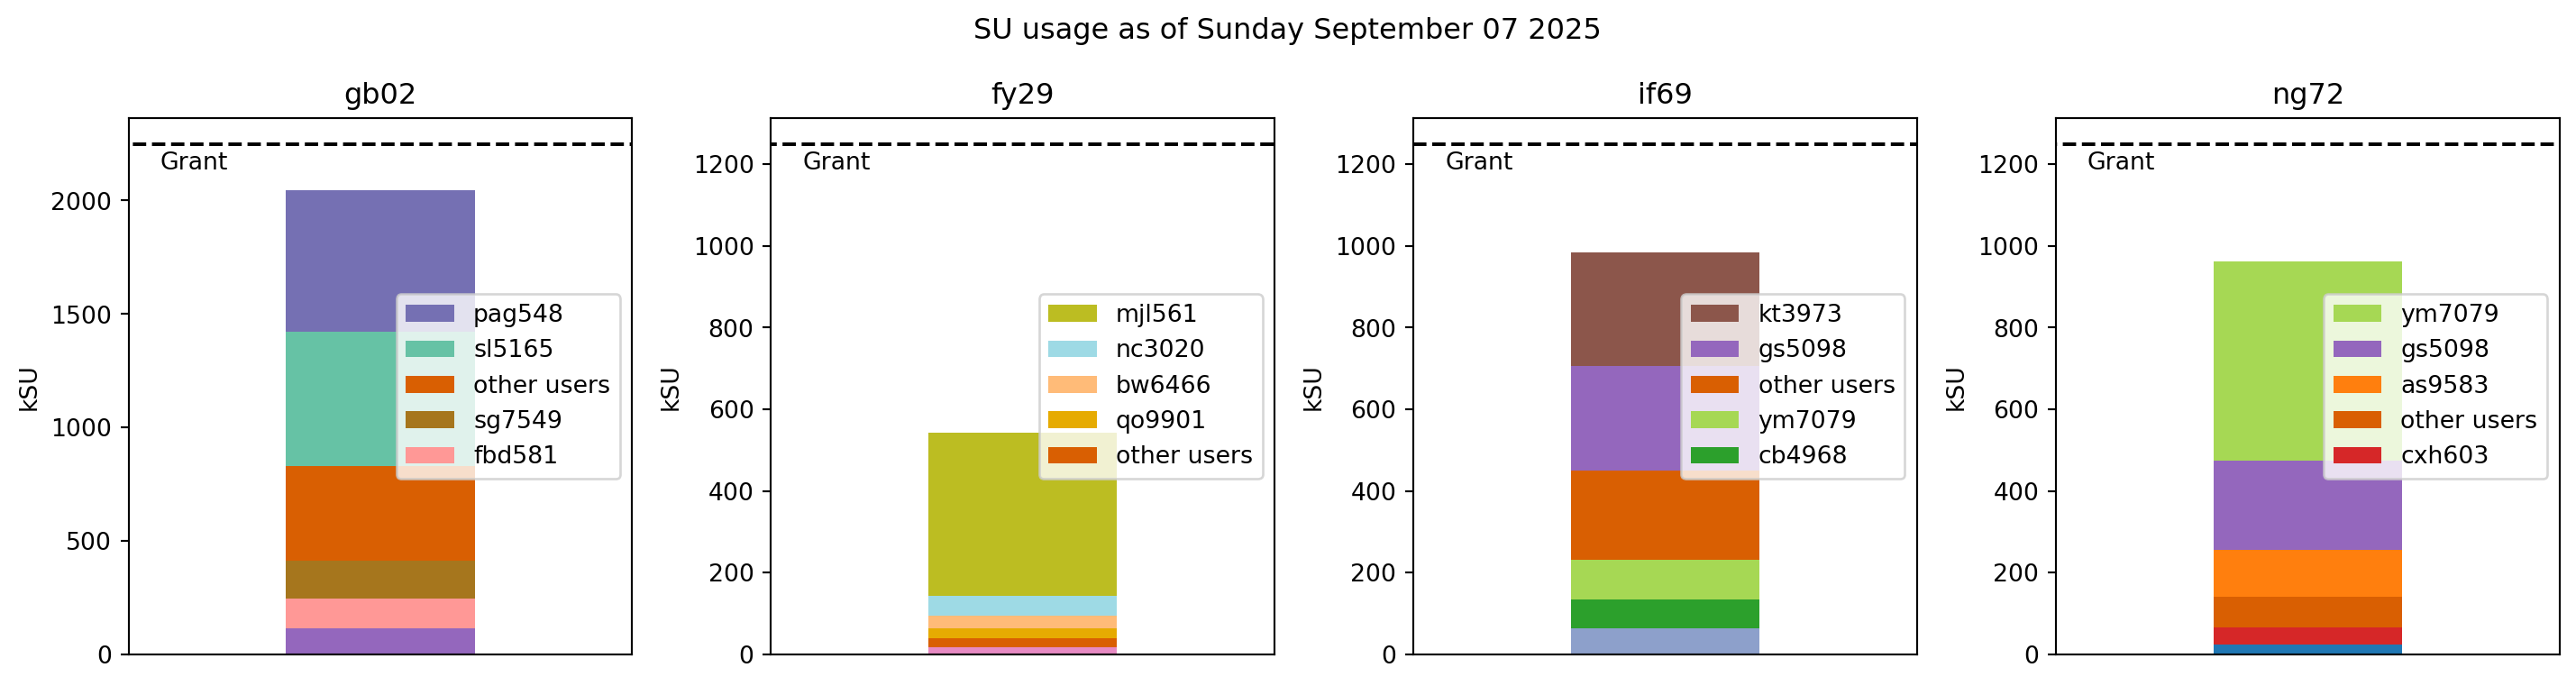 SU usage as of Sunday September 07 2025
gb02
Grant
2000
1500
1000
500
0
kSU
pag548
sl5165
other users
sg7549
fbd581
fy29
Grant
1200
1000
800
600
400
200
0
kSU
mjl561
nc3020
bw6466
qo9901
other users
if69
Grant
1200
1000
800
600
400
200
0
kSU
kt3973
gs5098
other users
ym7079
cb4968
ng72
Grant
1200
1000
800
600
400
200
0
kSU
ym7079
gs5098
as9583
other users
cxh603